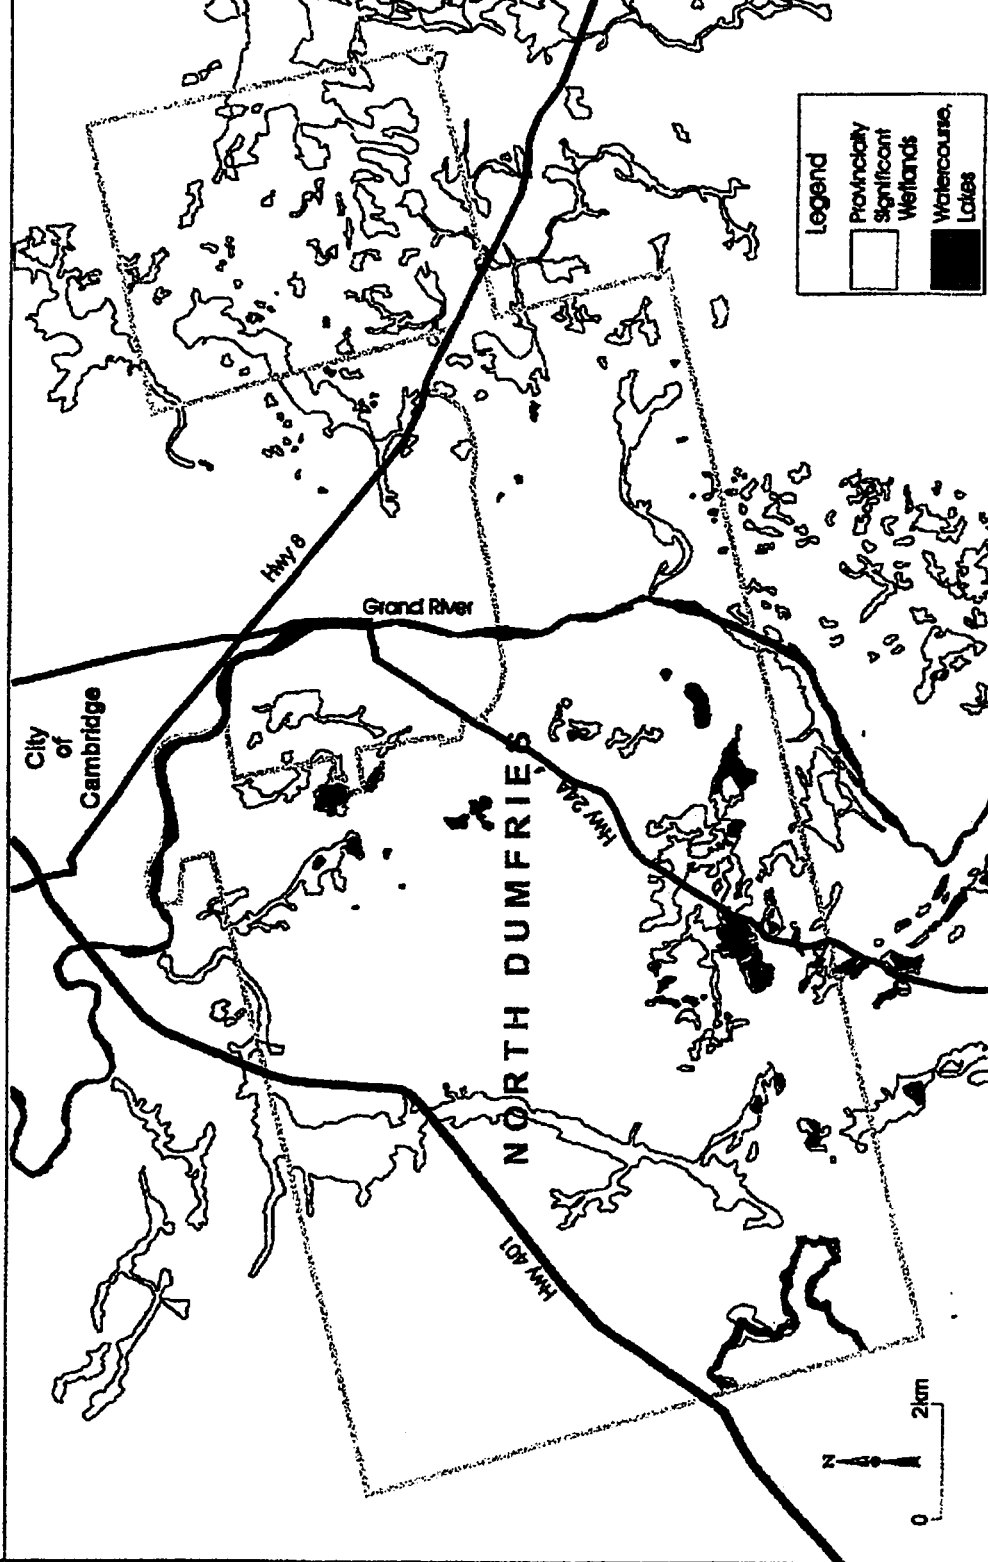 City
of
Cambridge
Hwy 8
Grand River
Hwy 24A
NORTH DUMFRIES
Hwy 401
Legend
Provincially
Significant
Wetlands
Watercourse,
Lakes
N
0 2km